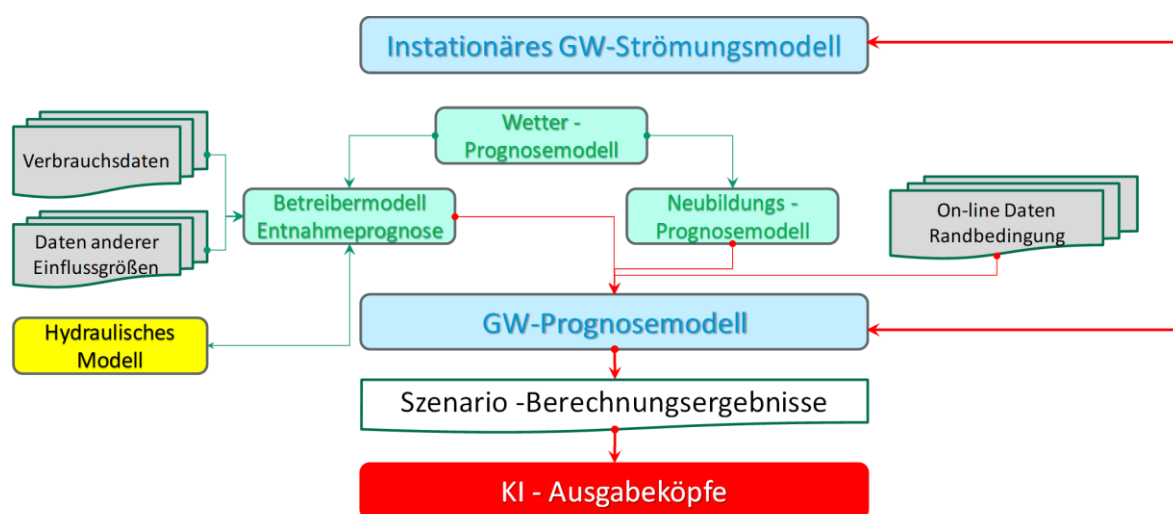 Instationäres GW-Strömungsmodell
Wetter -
Prognosemodell
Verbrauchsdaten
Betreibermodell
Entnahmeprognose
Neubildungs -
Prognosemodell
On-line Daten
Randbedingung
Daten anderer
Einflussgrößen
GW-Prognosemodell
Hydraulisches
Modell
Szenario -Berechnungsergebnisse
KI - Ausgabeköpfe